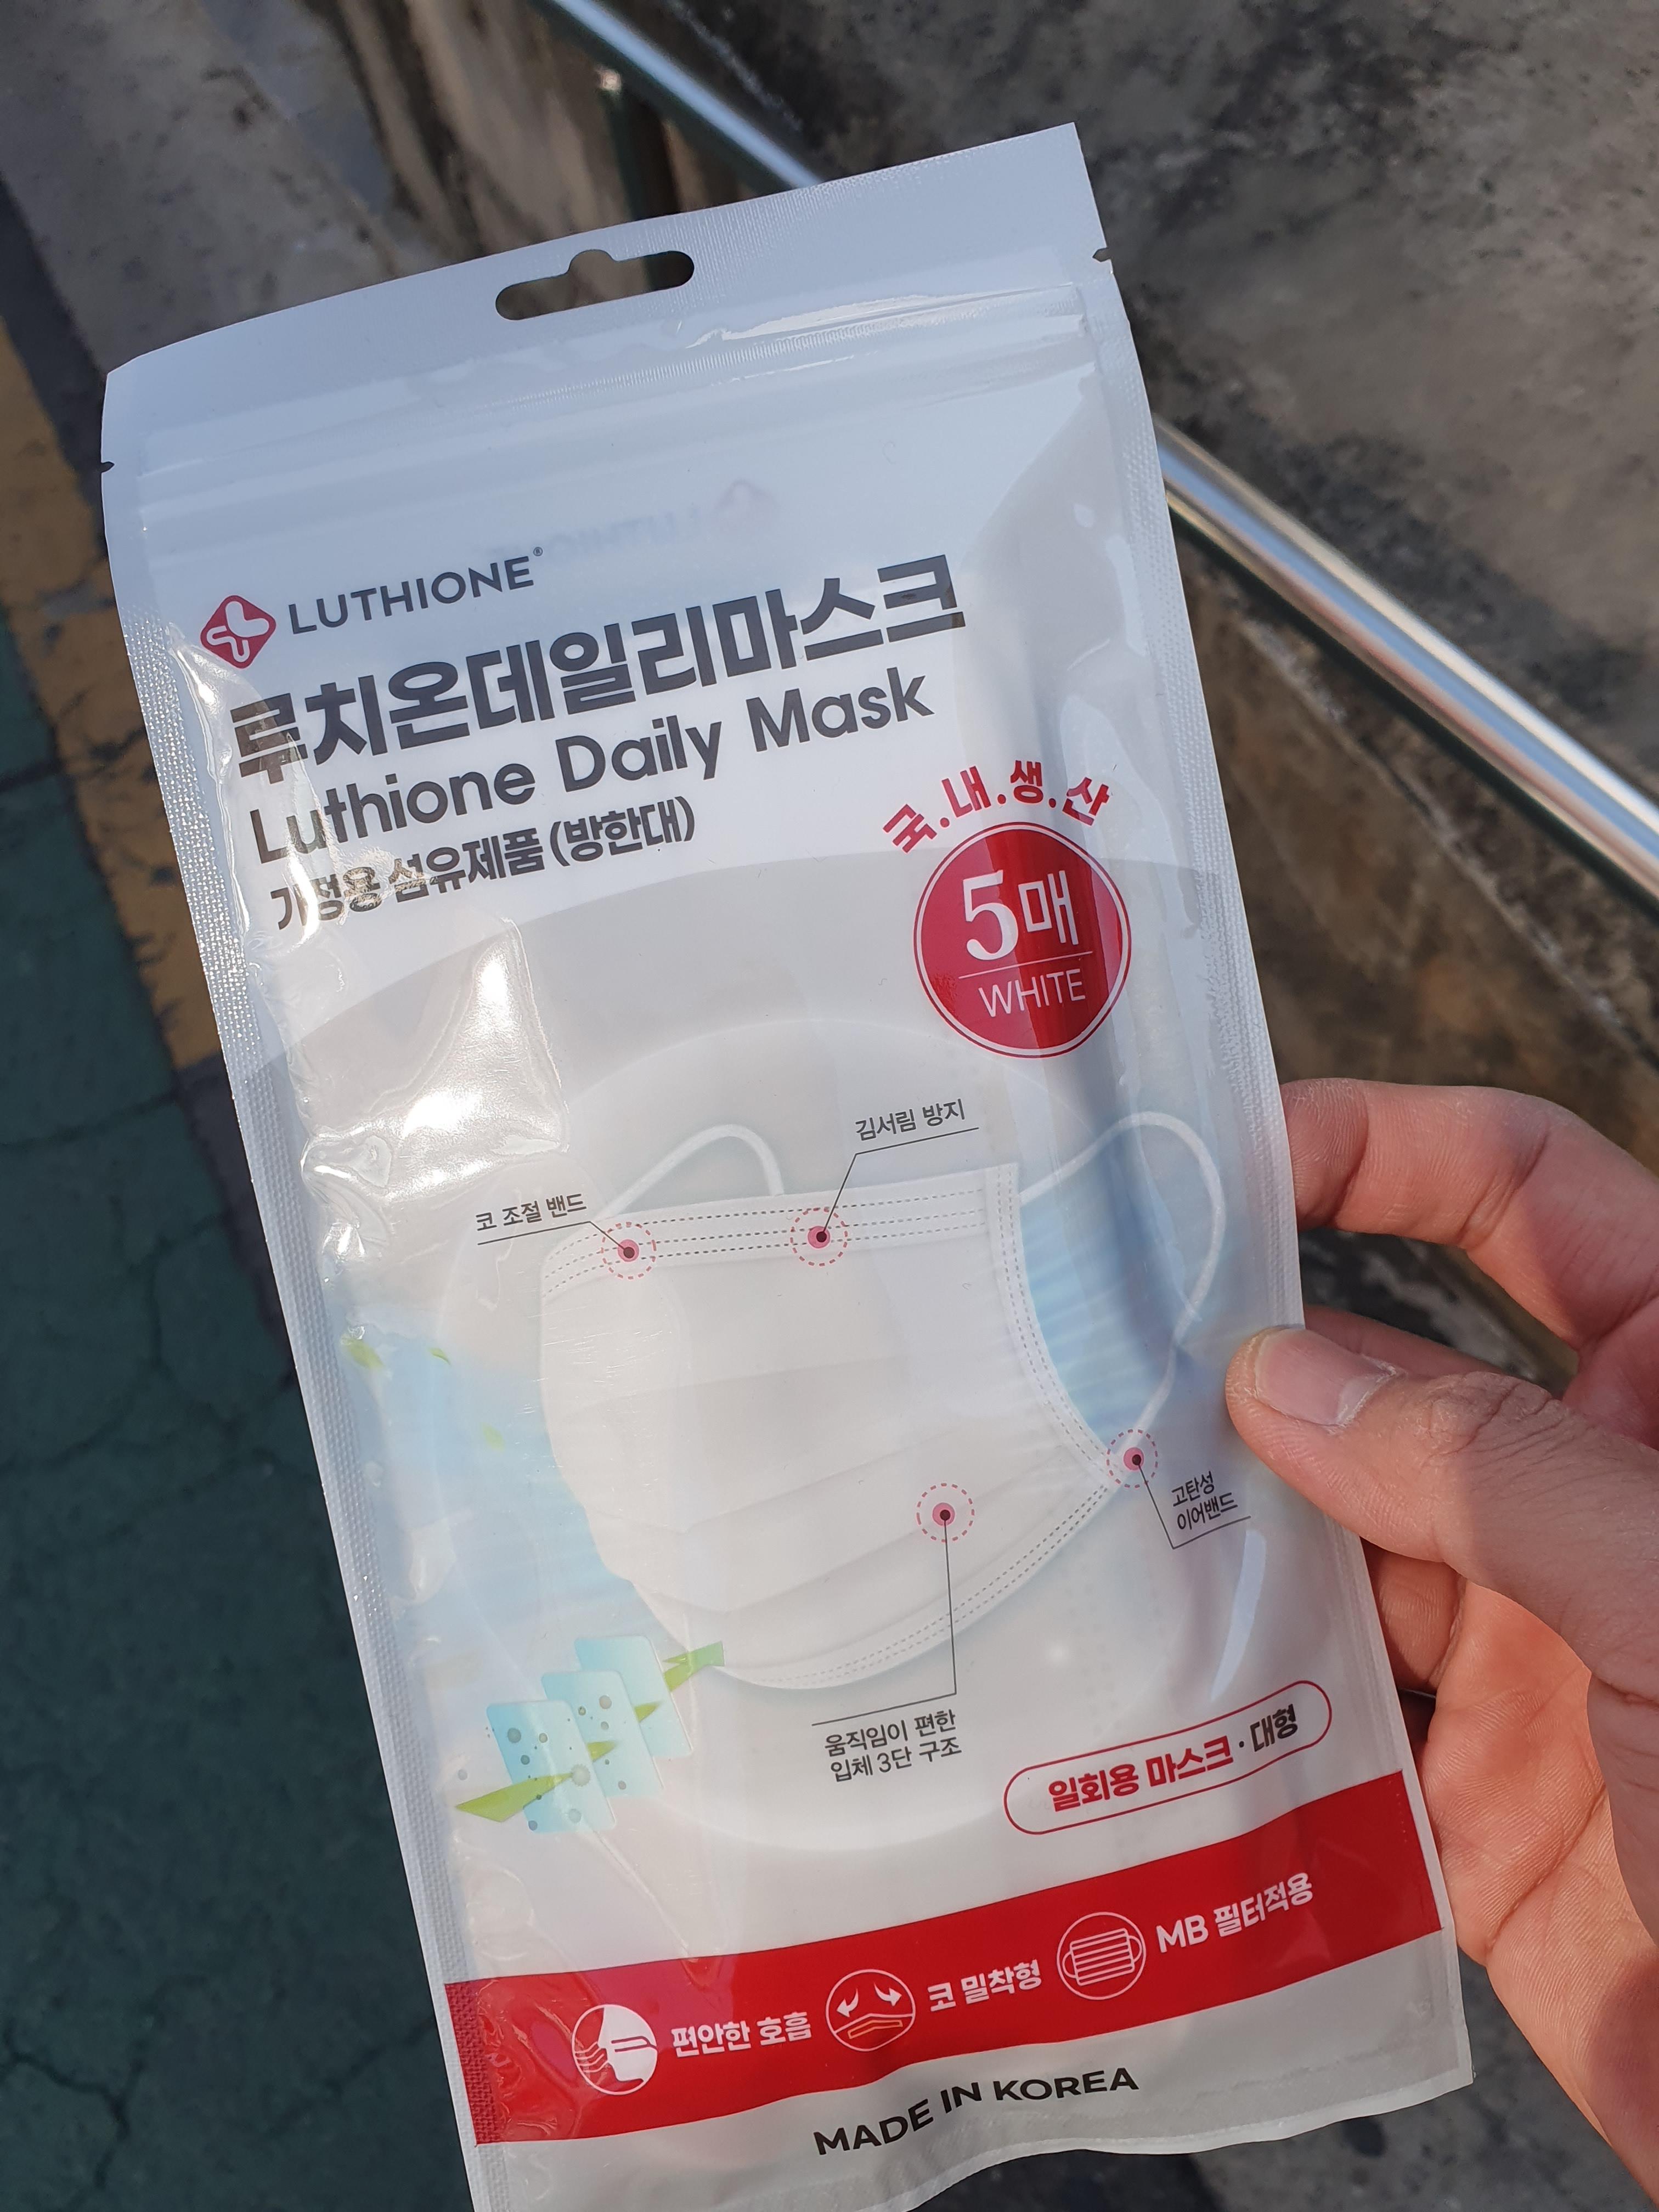 LUTHIONE®
루치온데일리마스크
Luthione Daily Mask
가정용 섬유제품 (방한대)
국.내.생.산
5매
WHITE
김서림 방지
코 조절 밴드
고탄성
이어밴드
움직임이 편한
입체 3단 구조
일회용 마스크 · 대형
편안한 호흡
코 밀착형
MB 필터적용
MADE IN KOREA